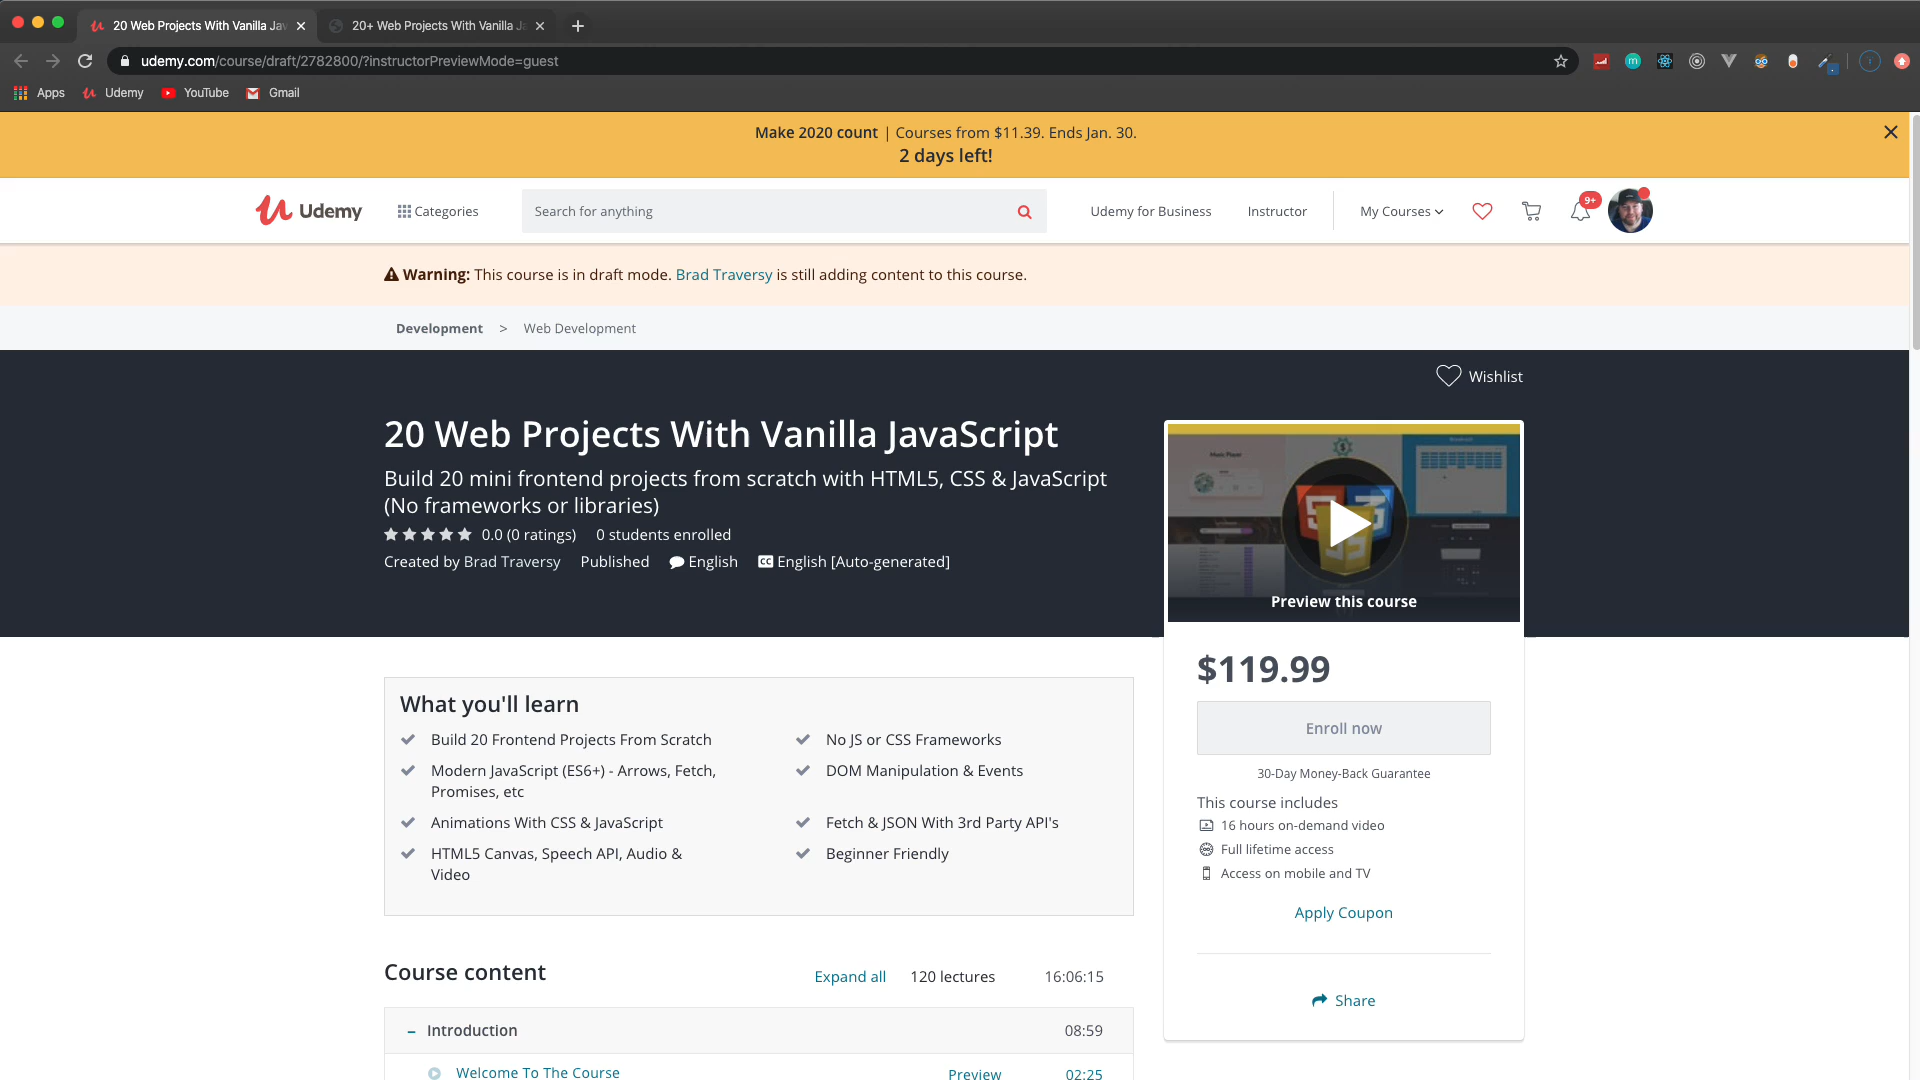 20 Web Projects With Vanilla Jav
20+ Web Projects With Vanilla Ja
udemy.com/course/draft/2782800/?instructorPreviewMode=guest
Apps Udemy YouTube Gmail
Make 2020 count | Courses from $11.39. Ends Jan. 30.
2 days left!
Udemy Categories Search for anything Udemy for Business Instructor My Courses 9+
Warning: This course is in draft mode. Brad Traversy is still adding content to this course.
Development > Web Development
Wishlist
20 Web Projects With Vanilla JavaScript
Build 20 mini frontend projects from scratch with HTML5, CSS & JavaScript
(No frameworks or libraries)
0.0 (0 ratings) 0 students enrolled
Created by Brad Traversy Published English CC English [Auto-generated]
Music Player
Preview this course
$119.99
Enroll now
30-Day Money-Back Guarantee
This course includes
16 hours on-demand video
Full lifetime access
Access on mobile and TV
Apply Coupon
Share
What you'll learn
Build 20 Frontend Projects From Scratch
No JS or CSS Frameworks
Modern JavaScript (ES6+) - Arrows, Fetch,
Promises, etc
DOM Manipulation & Events
Animations With CSS & JavaScript
Fetch & JSON With 3rd Party API's
HTML5 Canvas, Speech API, Audio &
Video
Beginner Friendly
Course content Expand all 120 lectures 16:06:15
– Introduction 08:59
Welcome To The Course Preview 02:25